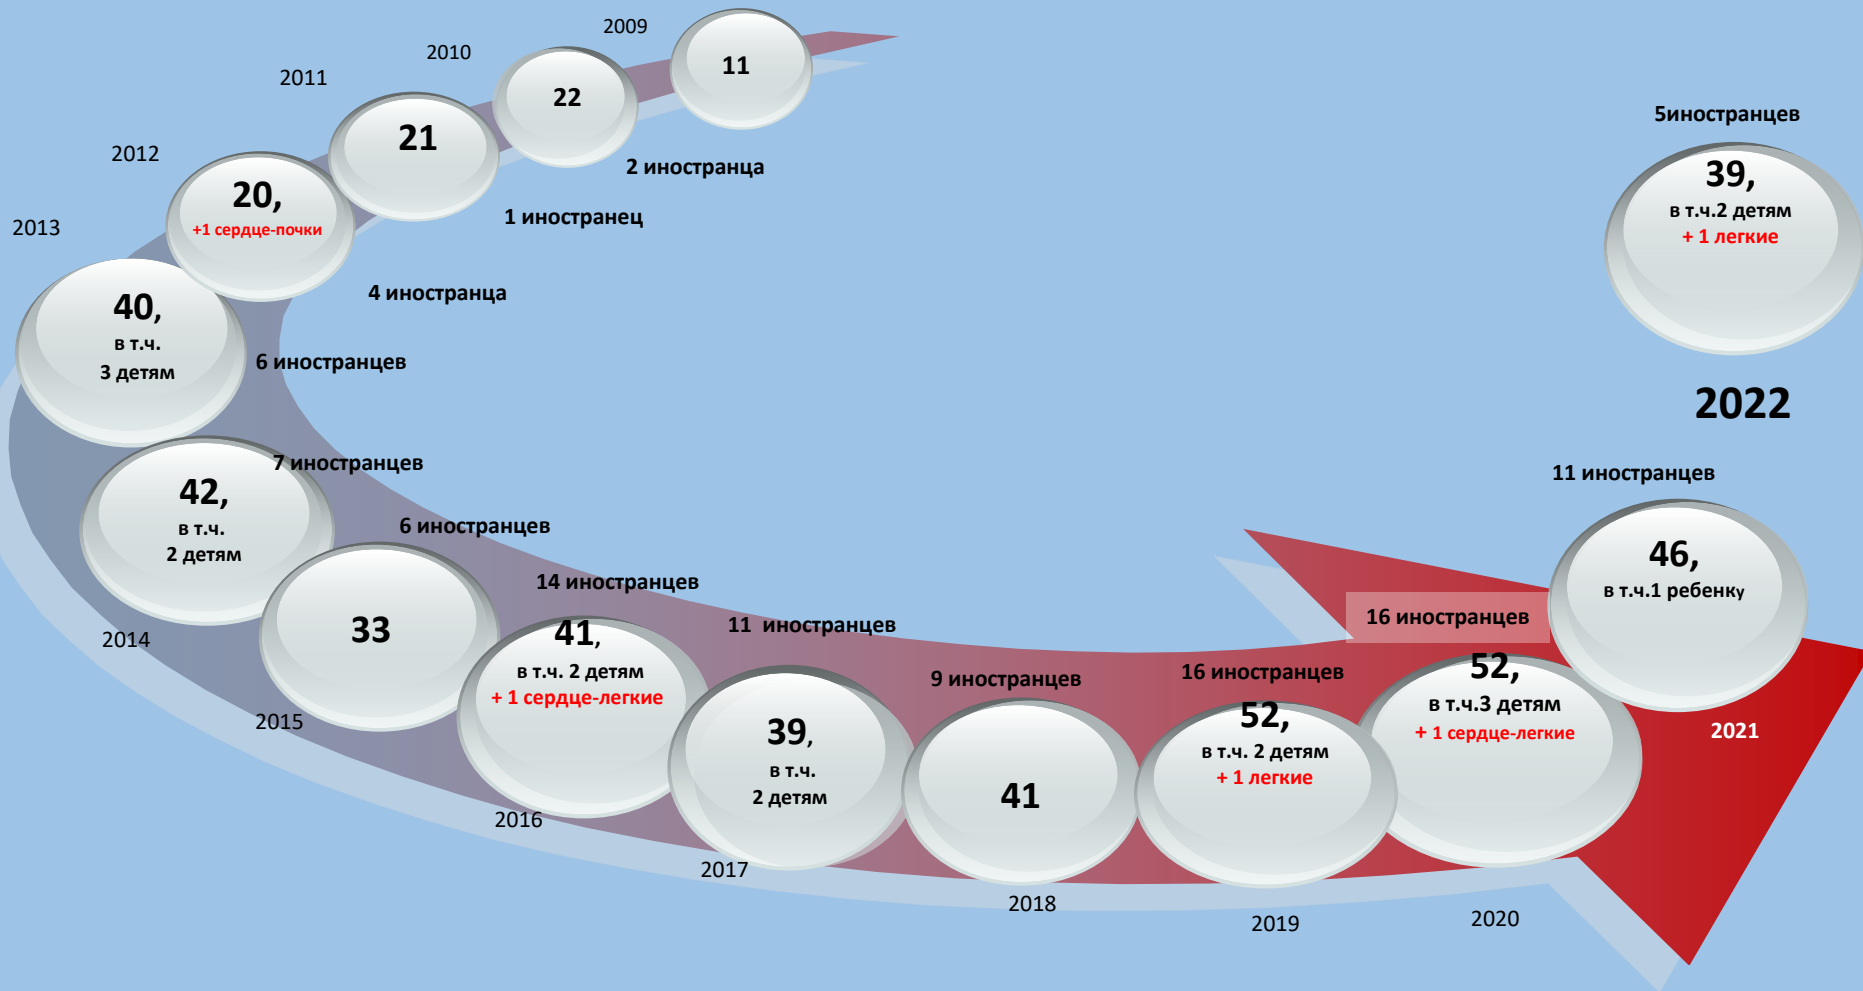 2009
11
2010
22
2 иностранца
2011
21
1 иностранец
2012
20,
+1 сердце-почки
4 иностранца
2013
40,
в т.ч.
3 детям
6 иностранцев
42,
в т.ч.
2 детям
7 иностранцев
2014
6 иностранцев
33
2015
14 иностранцев
41,
в т.ч. 2 детям
+ 1 сердце-легкие
2016
11 иностранцев
39,
в т.ч.
2 детям
2017
9 иностранцев
41
2018
16 иностранцев
52,
в т.ч. 2 детям
+ 1 легкие
2019
16 иностранцев
52,
в т.ч.3 детям
+ 1 сердце-легкие
2020
11 иностранцев
46,
в т.ч.1 ребенку
2021
5иностранцев
39,
в т.ч.2 детям
+ 1 легкие
2022